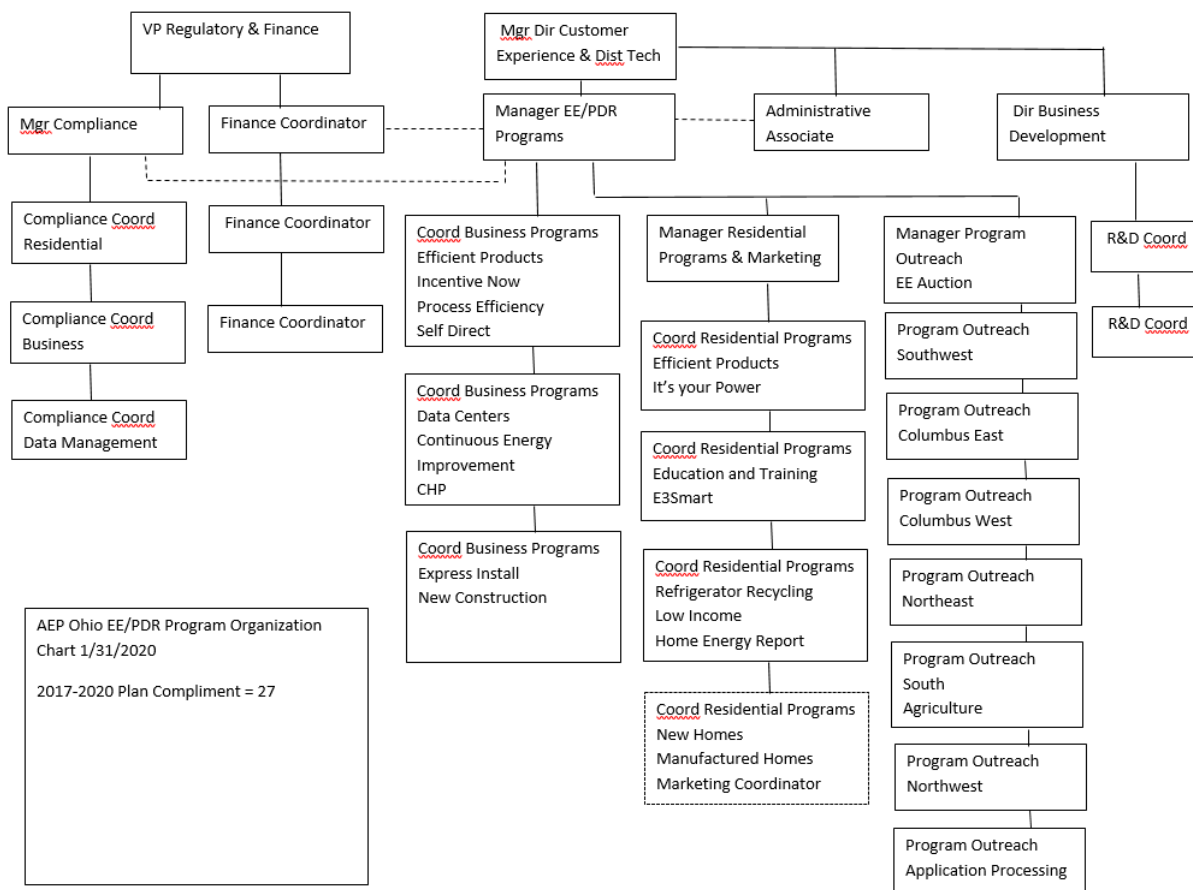 VP Regulatory & Finance
Mgr Dir Customer
Experience & Dist Tech
Mgr Compliance
Finance Coordinator
Manager EE/PDR
Programs
Administrative
Associate
Dir Business
Development
Compliance Coord
Residential
Finance Coordinator
Coord Business Programs
Efficient Products
Incentive Now
Process Efficiency
Self Direct
Manager Residential
Programs & Marketing
Manager Program
Outreach
EE Auction
R&D Coord
Compliance Coord
Business
Finance Coordinator
Coord Residential Programs
Efficient Products
It's your Power
Program Outreach
Southwest
R&D Coord
Compliance Coord
Data Management
Coord Business Programs
Data Centers
Continuous Energy
Improvement
CHP
Coord Residential Programs
Education and Training
E3Smart
Program Outreach
Columbus East
Program Outreach
Columbus West
Coord Business Programs
Express Install
New Construction
Coord Residential Programs
Refrigerator Recycling
Low Income
Home Energy Report
Program Outreach
Northeast
AEP Ohio EE/PDR Program Organization
Chart 1/31/2020
2017-2020 Plan Compliment = 27
Program Outreach
South
Agriculture
Coord Residential Programs
New Homes
Manufactured Homes
Marketing Coordinator
Program Outreach
Northwest
Program Outreach
Application Processing